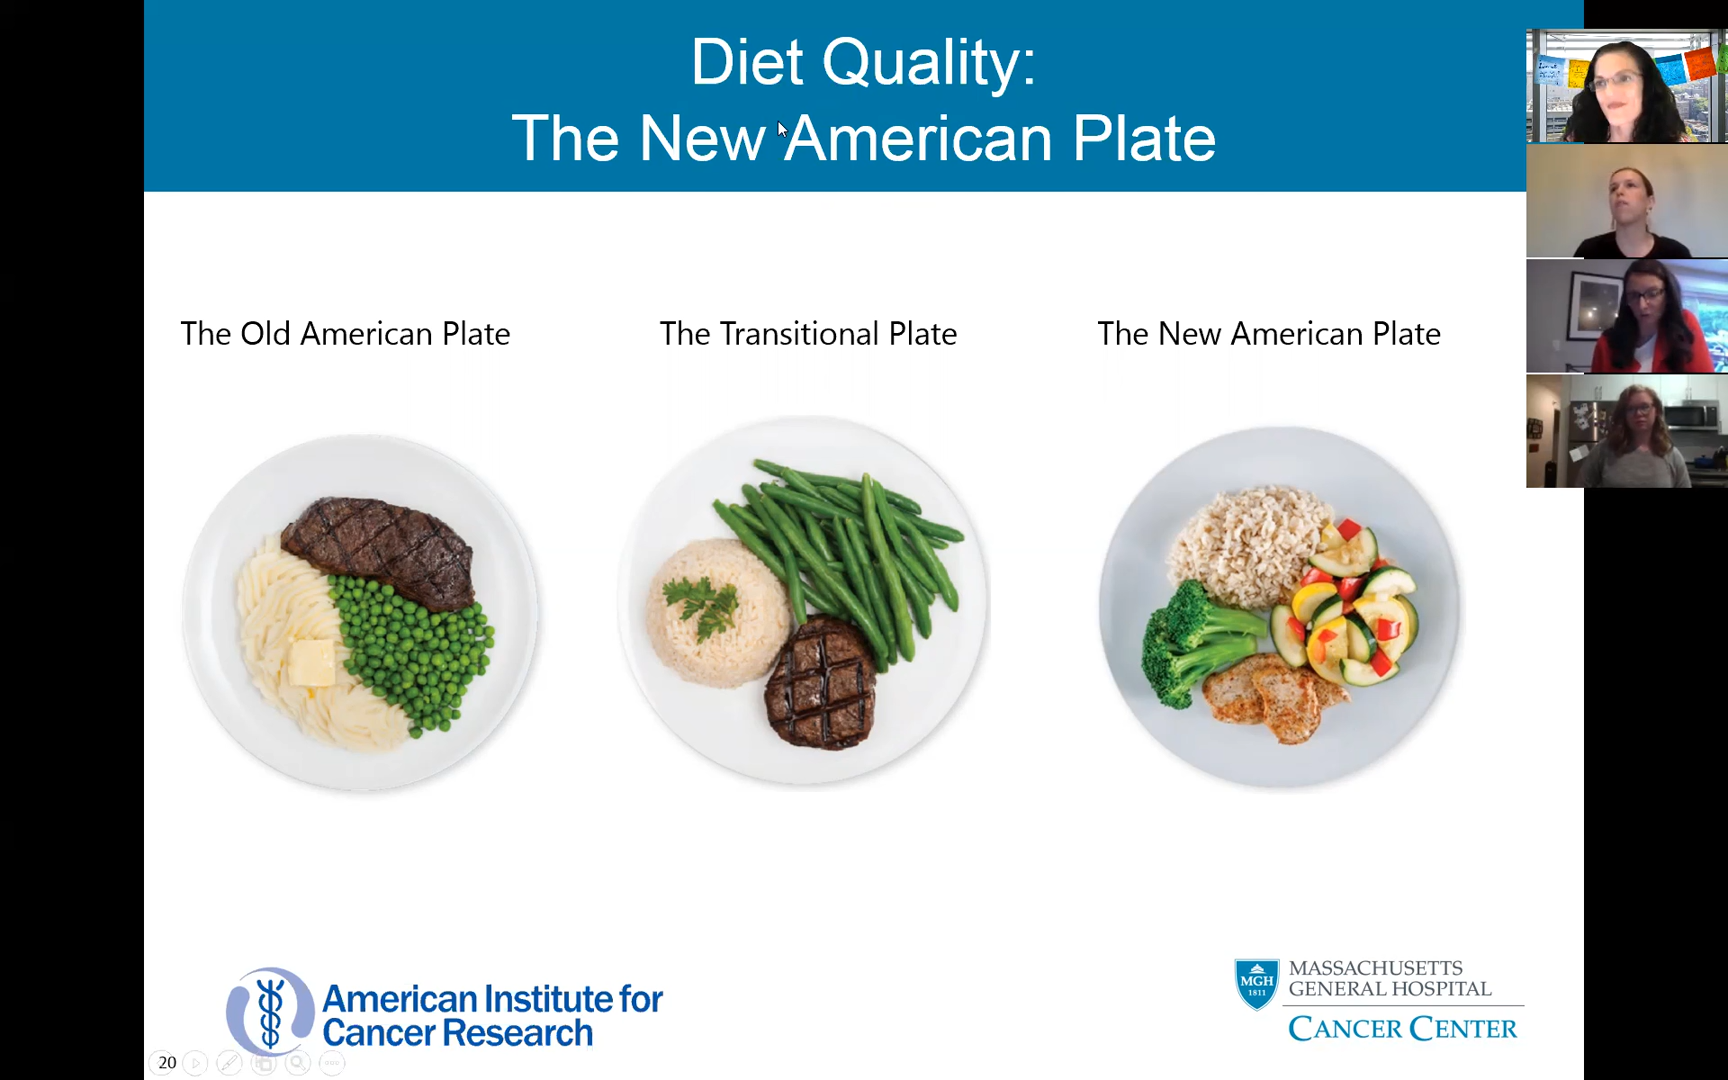 Diet Quality:
The New American Plate
The Old American Plate
The Transitional Plate
The New American Plate
American Institute for
Cancer Research
MGH
1811
MASSACHUSETTS
GENERAL HOSPITAL
CANCER CENTER
20